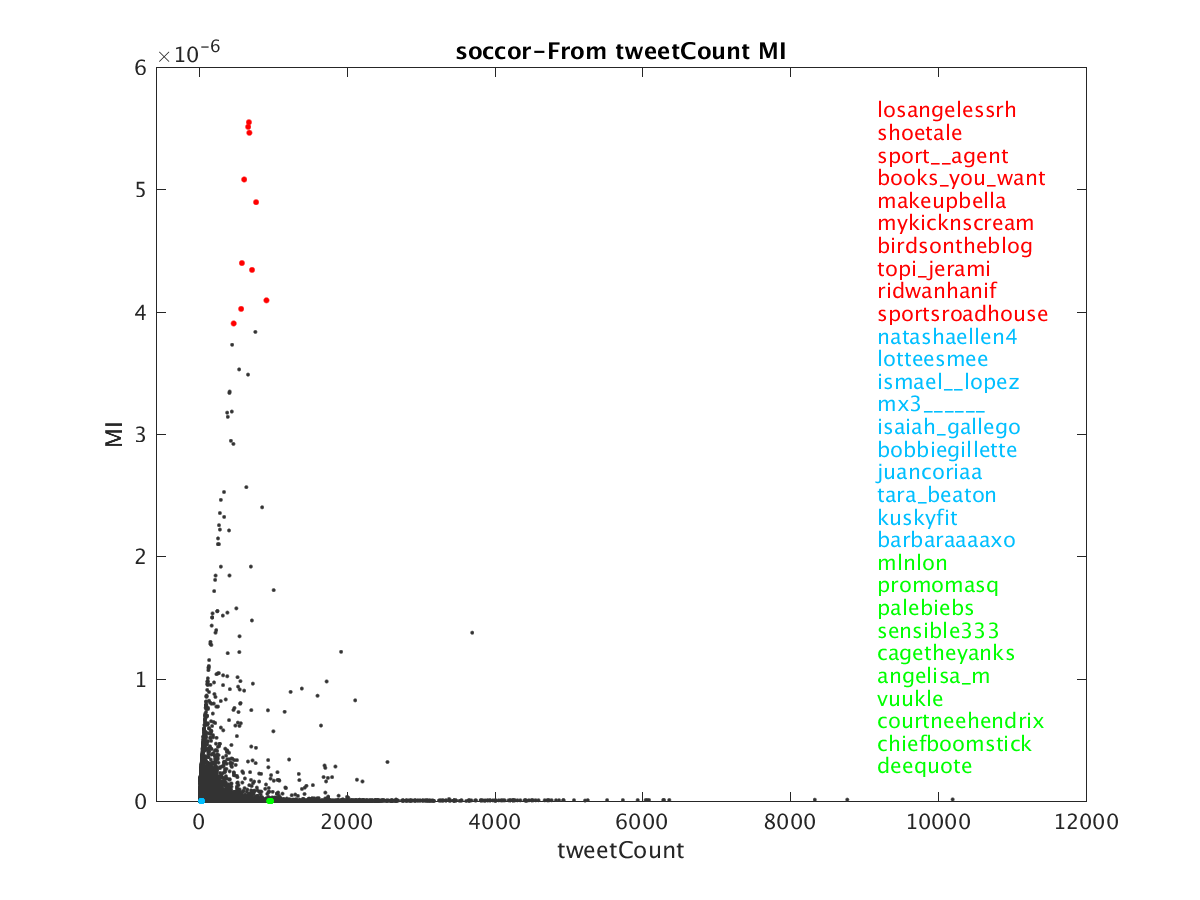 soccor-From tweetCount MI
×10-6
6
5
4
3
2
1
0
MI
0
2000
4000
6000
8000
10000
12000
tweetCount
losangelessrh
shoetale
sport__agent
books_you_want
makeupbella
mykicknscream
birdsontheblog
topi_jerami
ridwanhanif
sportsroadhouse
natashaellen4
lotteesmee
ismael__lopez
mx3______
isaiah_gallego
bobbiegillette
juancoriaa
tara_beaton
kuskyfit
barbaraaaaxo
mlnlon
promomasq
palebiebs
sensible333
cagetheyanks
angelisa_m
vuukle
courtneehendrix
chiefboomstick
deequote